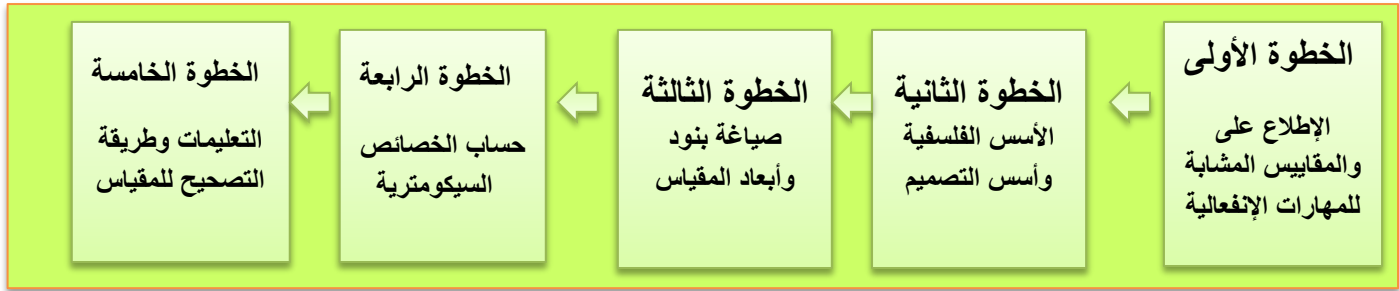 الخطوة الأولى
الإطلاع على
والمقاييس المشابة
للمهارات الإنفعالية
الخطوة الثانية
الأسس الفلسفية
وأسس التصميم
الخطوة الثالثة
صياغة بنود
وأبعاد المقياس
الخطوة الرابعة
حساب الخصائص
السيكومترية
الخطوة الخامسة
التعليمات وطريقة
التصحيح للمقياس